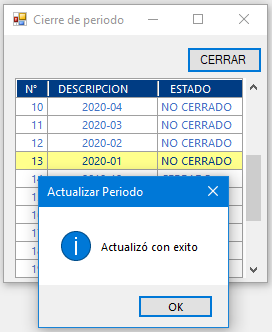 Cierre de periodo
CERRAR
N° DESCRIPCION ESTADO
10 2020-04 NO CERRADO
11 2020-03 NO CERRADO
12 2020-02 NO CERRADO
13 2020-01 NO CERRADO
Actualizar Periodo
Actualizó con exito
OK